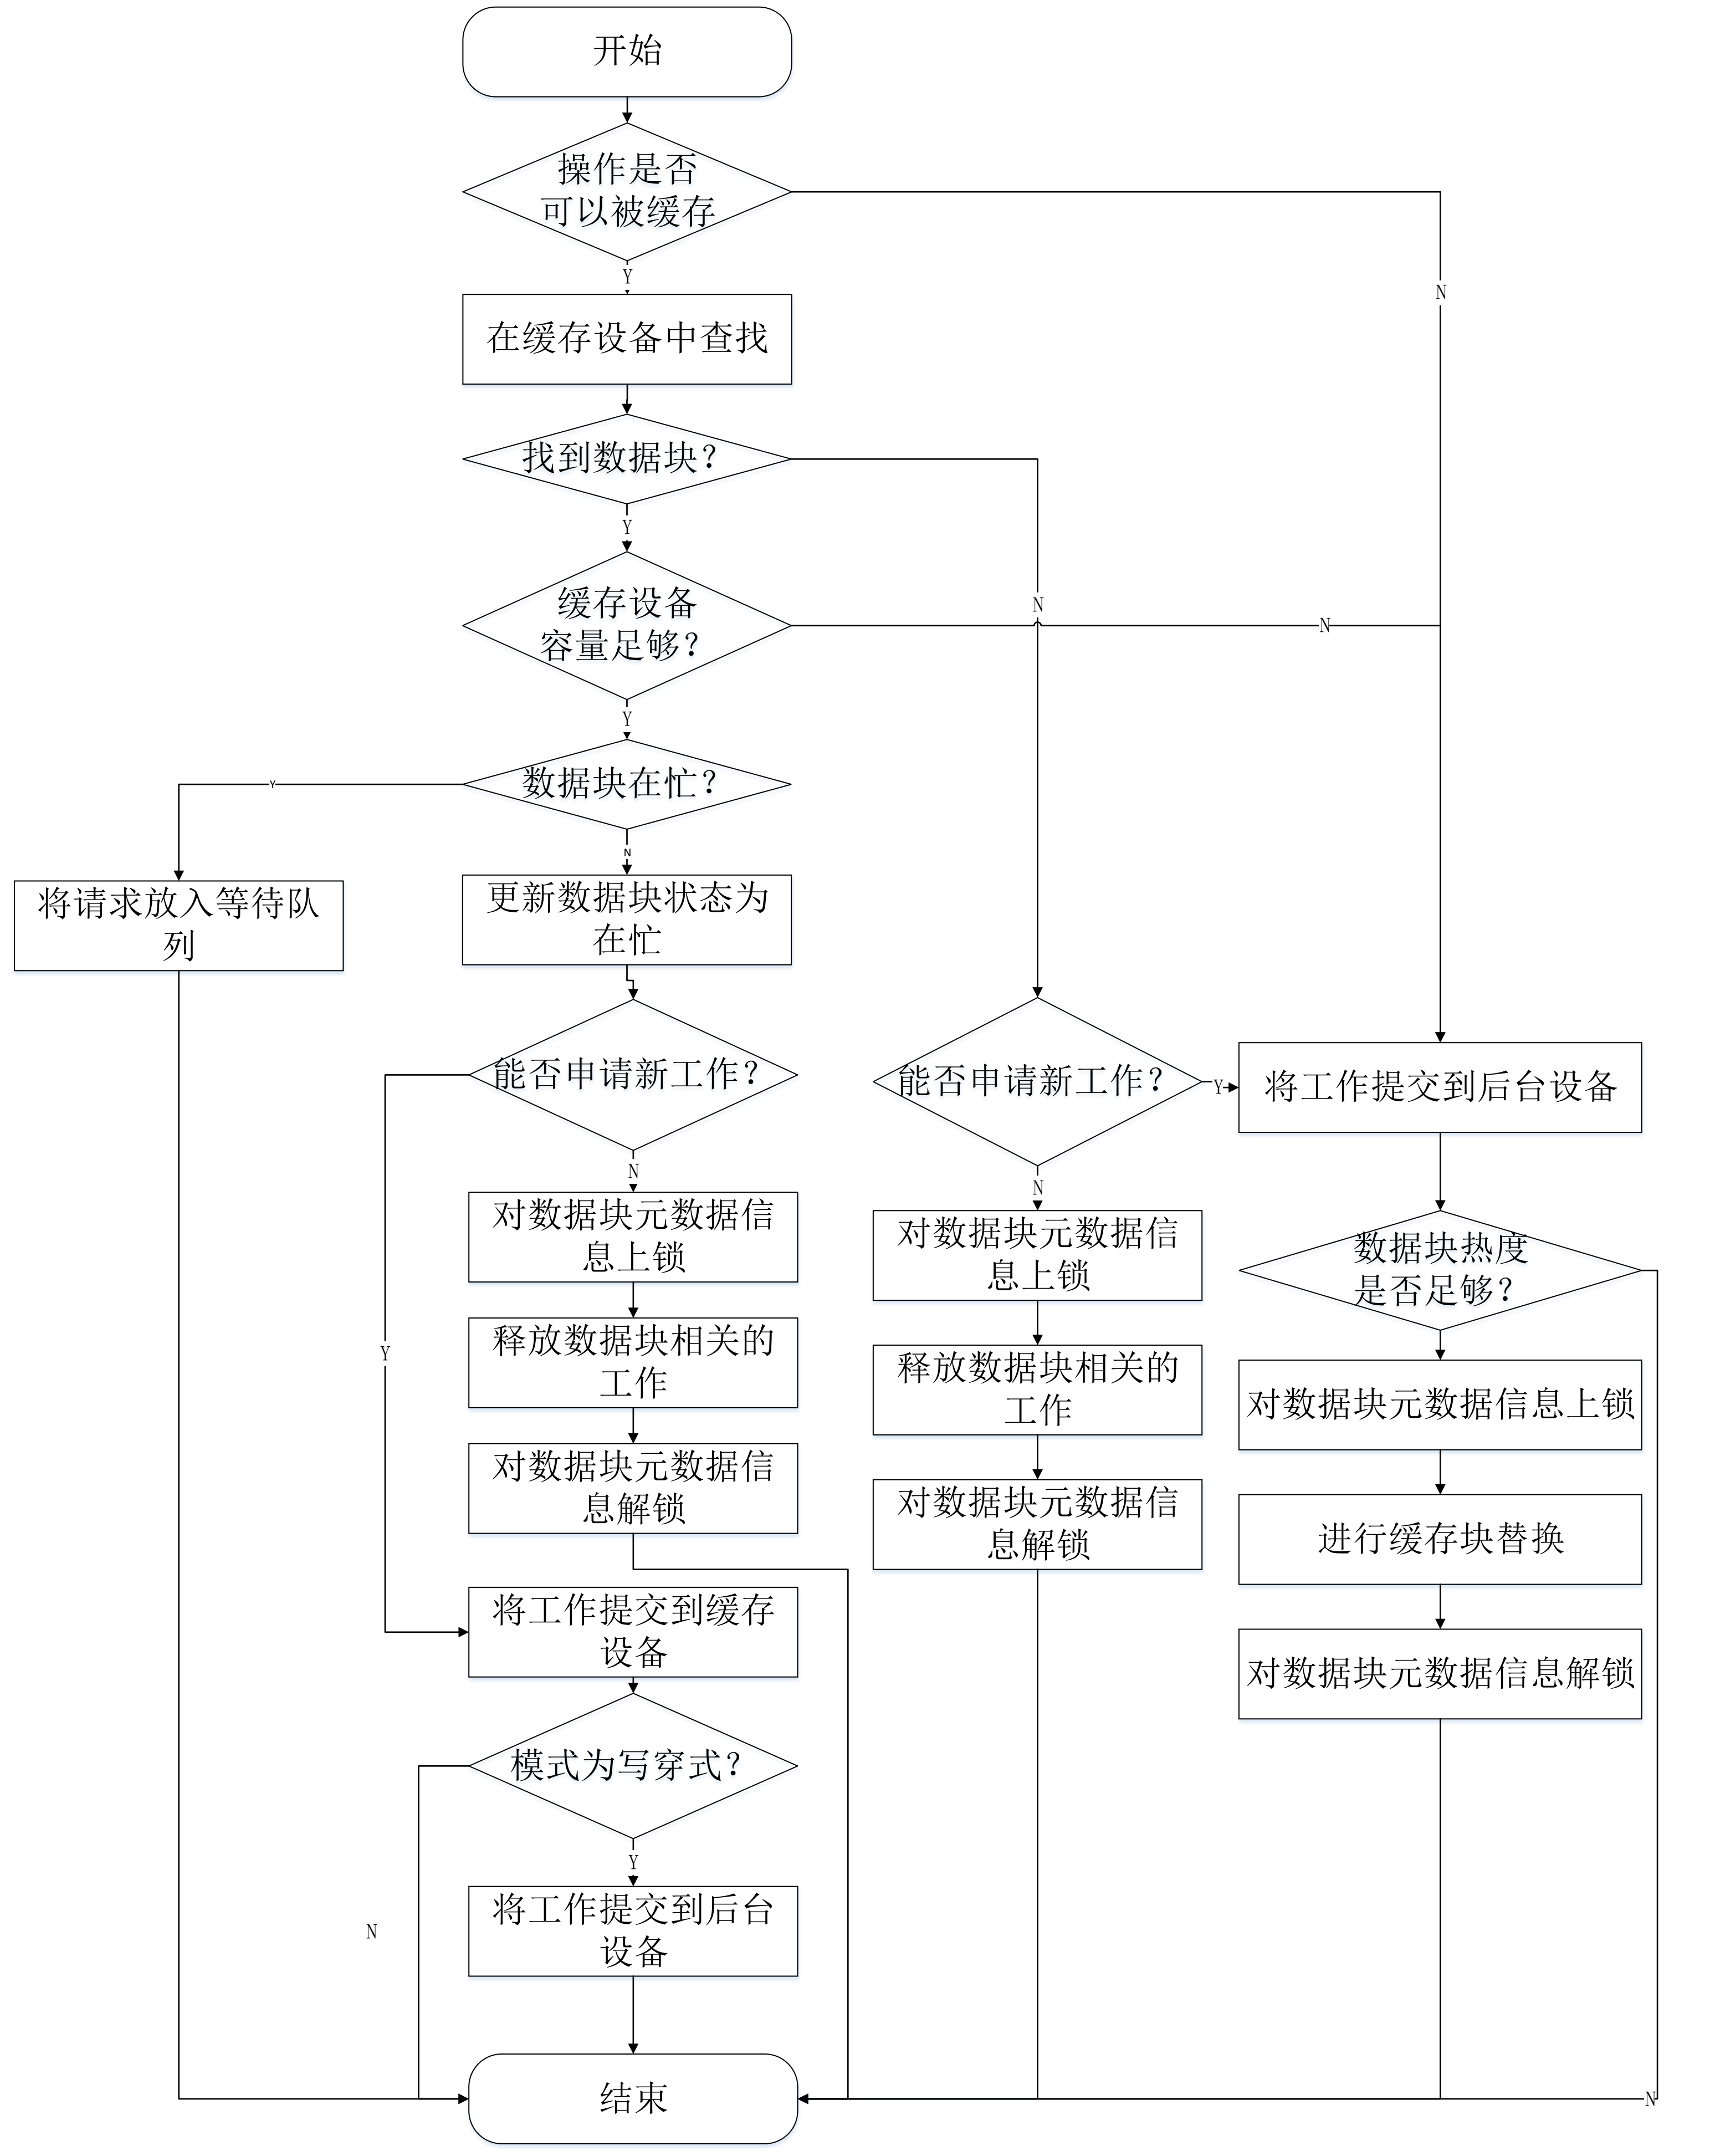 开始
操作是否
可以被缓存
Y
N
在缓存设备中查找
找到数据块？
Y
N
缓存设备
容量足够？
N
Y
数据块在忙？
Y
N
将请求放入等待队
列
更新数据块状态为
在忙
能否申请新工作？
Y
N
能否申请新工作？
Y
N
将工作提交到后台设备
对数据块元数据信
息上锁
释放数据块相关的
工作
对数据块元数据信
息解锁
对数据块元数据信
息上锁
释放数据块相关的
工作
对数据块元数据信
息解锁
数据块热度
是否足够？
对数据块元数据信息上锁
进行缓存块替换
对数据块元数据信息解锁
将工作提交到缓存
设备
模式为写穿式？
Y
N
将工作提交到后台
设备
结束
N